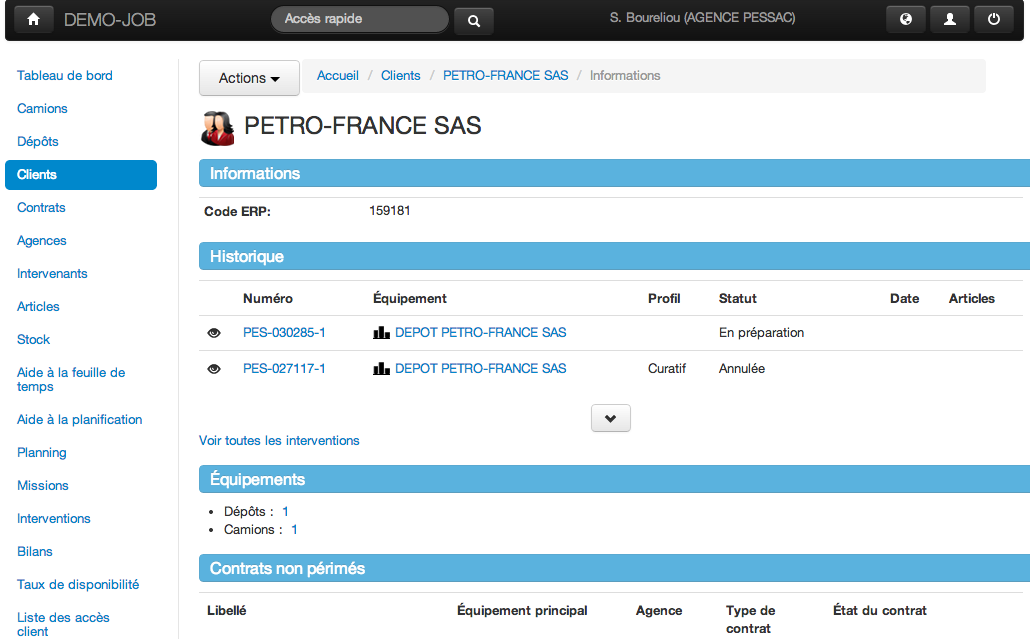 DEMO-JOB
Accès rapide
S. Boureliou (AGENCE PESSAC)
Tableau de bord
Camions
Dépôts
Clients
Contrats
Agences
Intervenants
Articles
Stock
Aide à la feuille de
temps
Aide à la planification
Planning
Missions
Interventions
Bilans
Taux de disponibilité
Liste des accès
client
Actions
Accueil / Clients / PETRO-FRANCE SAS / Informations
PETRO-FRANCE SAS
Informations
Code ERP: 159181
Historique
Numéro Équipement Profil Statut Date Articles
PES-030285-1 DEPOT PETRO-FRANCE SAS En préparation
PES-027117-1 DEPOT PETRO-FRANCE SAS Curatif Annulée
Voir toutes les interventions
Équipements
• Dépôts : 1
• Camions : 1
Contrats non périmés
Libellé Équipement principal Agence Type de État du contrat
contrat